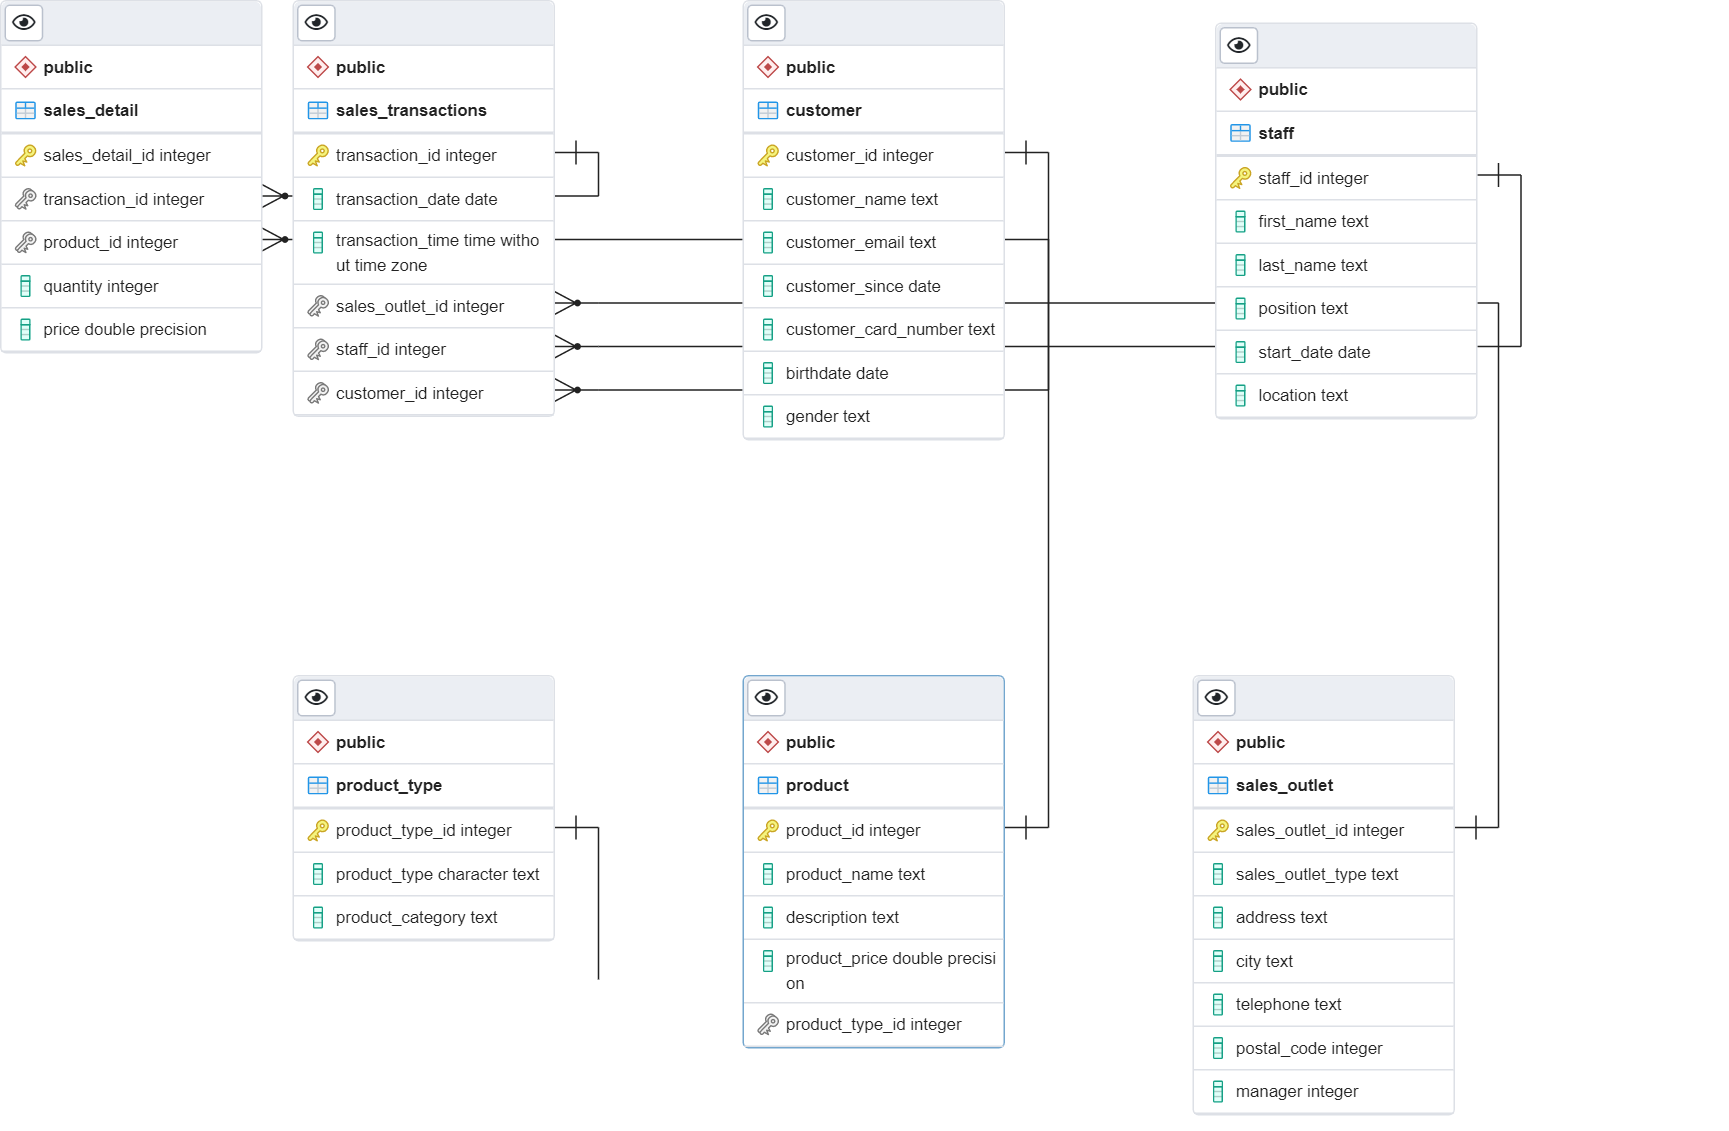 public
sales_detail
sales_detail_id integer
transaction_id integer
product_id integer
quantity integer
price double precision
public
sales_transactions
transaction_id integer
transaction_date date
transaction_time time witho
ut time zone
sales_outlet_id integer
staff_id integer
customer_id integer
public
customer
customer_id integer
customer_name text
customer_email text
customer_since date
customer_card_number text
birthdate date
gender text
public
staff
staff_id integer
first_name text
last_name text
position text
start_date date
location text
public
product_type
product_type_id integer
product_type character text
product_category text
public
product
product_id integer
product_name text
description text
product_price double precisi
on
product_type_id integer
public
sales_outlet
sales_outlet_id integer
sales_outlet_type text
address text
city text
telephone text
postal_code integer
manager integer